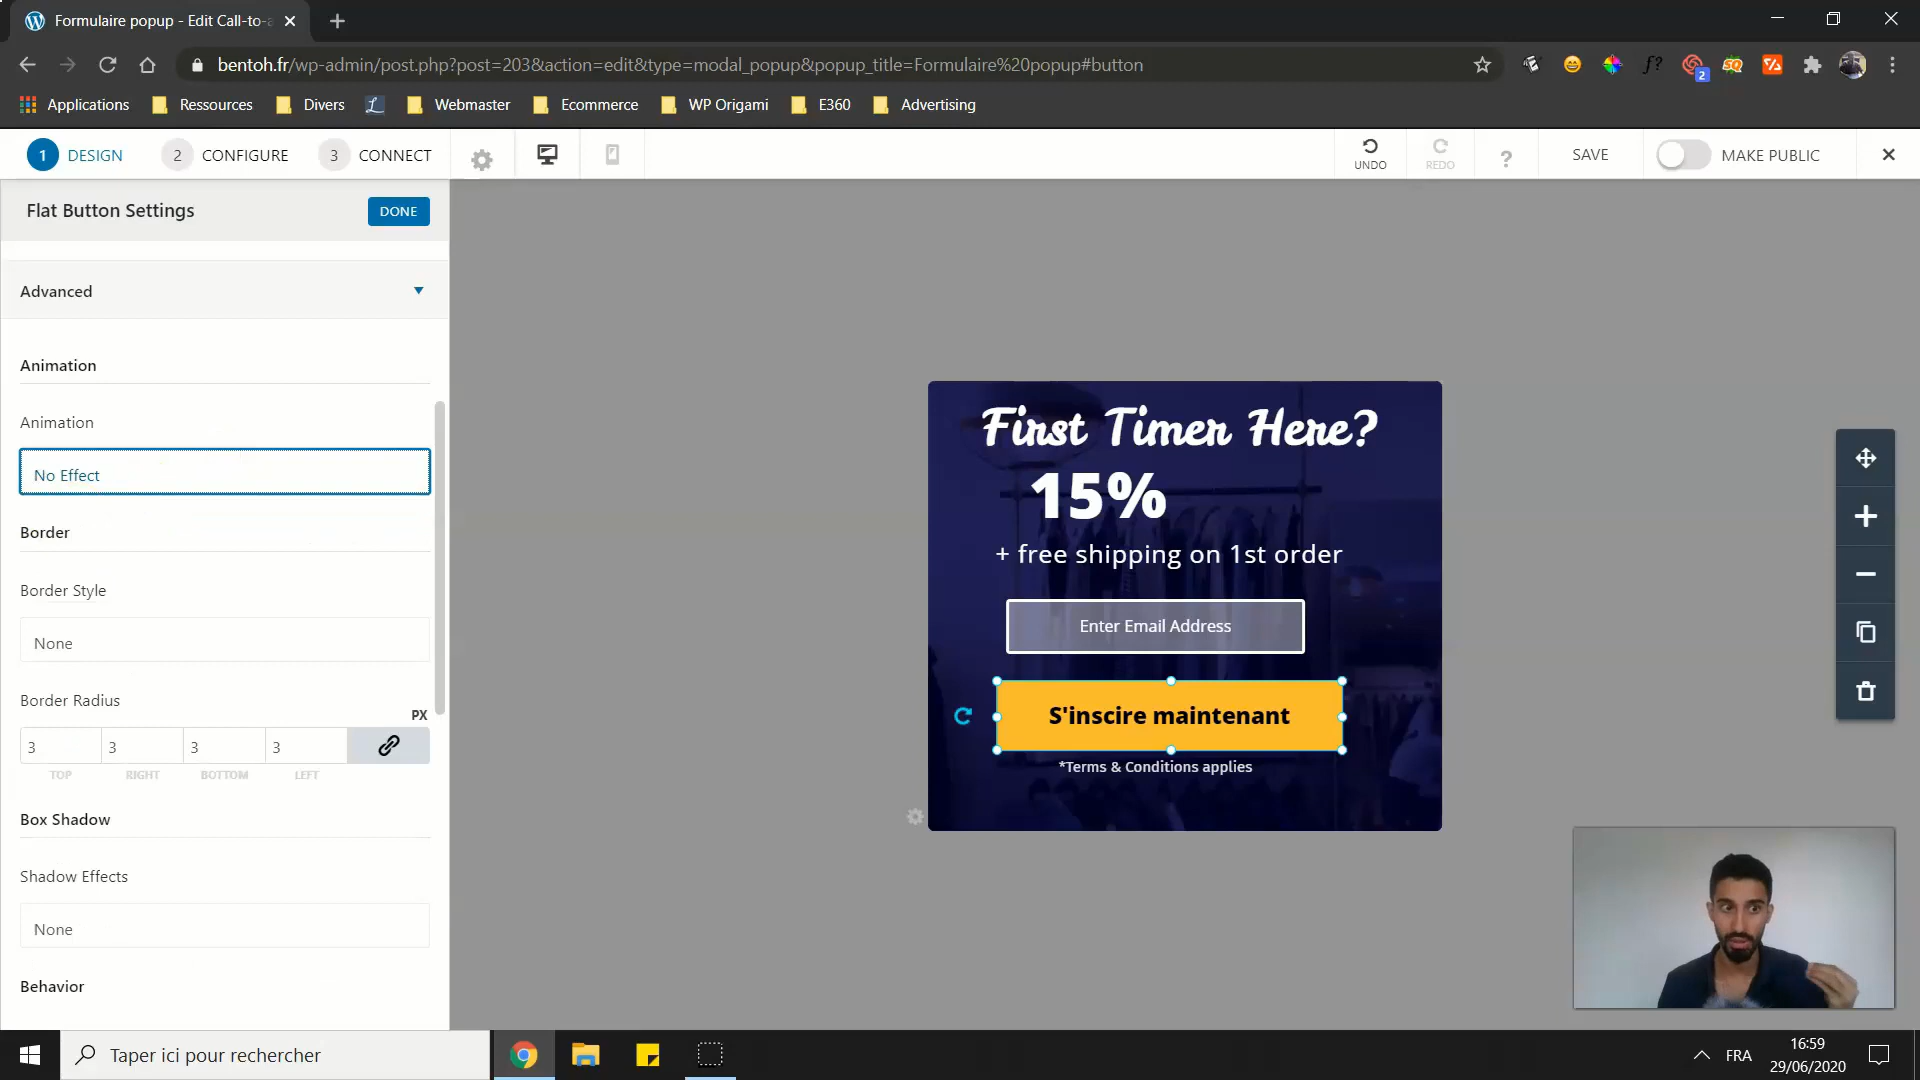 Formulaire popup - Edit Call-to-a
bentoh.fr/wp-admin/post.php?post=203&action=edit&type=modal_popup&popup_title=Formulaire%20popup#button
f?
2
SQ
Applications
Ressources
Divers
L
Webmaster
Ecommerce
WP Origami
E360
Advertising
1 DESIGN
2 CONFIGURE
3 CONNECT
UNDO
REDO
?
SAVE
MAKE PUBLIC
Flat Button Settings
DONE
Advanced
Animation
Animation
No Effect
Border
Border Style
None
Border Radius
PX
3 3 3 3
TOP RIGHT BOTTOM LEFT
Box Shadow
Shadow Effects
None
Behavior
First Timer Here?
15%
+ free shipping on 1st order
Enter Email Address
S'inscire maintenant
*Terms & Conditions applies
Taper ici pour rechercher
FRA
16:59
29/06/2020